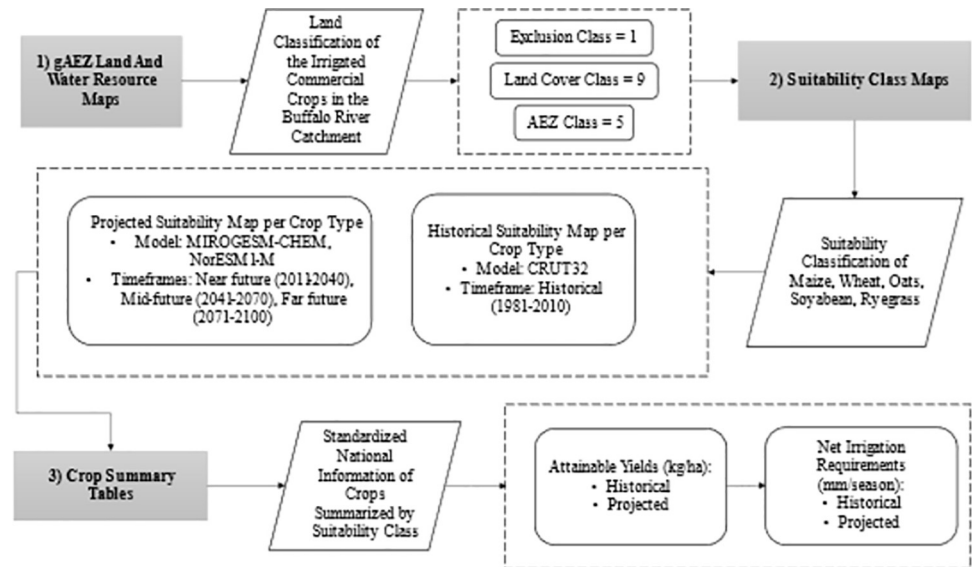 1) gAEZ Land And
Water Resource
Maps
Land
Classification of
the Irrigated
Commercial
Crops in the
Buffalo River
Catchment
Exclusion Class = 1
Land Cover Class = 9
AEZ Class = 5
2) Suitability Class Maps
Projected Suitability Map per Crop Type
• Model: MIROGESM-CHEM,
NorESM1-M
• Timeframes: Near future (2011-2040),
Mid-future (2041-2070), Far future
(2071-2100)
Historical Suitability Map per
Crop Type
• Model: CRUT32
• Timeframe: Historical
(1981-2010)
Suitability
Classification of
Maize, Wheat, Oats,
Soyabean, Ryegrass
3) Crop Summary
Tables
Standardized
National
Information of
Crops
Summarized by
Suitability Class
Attainable Yields (kg/ha):
• Historical
• Projected
Net Irrigation
Requirements
(mm/season):
• Historical
• Projected